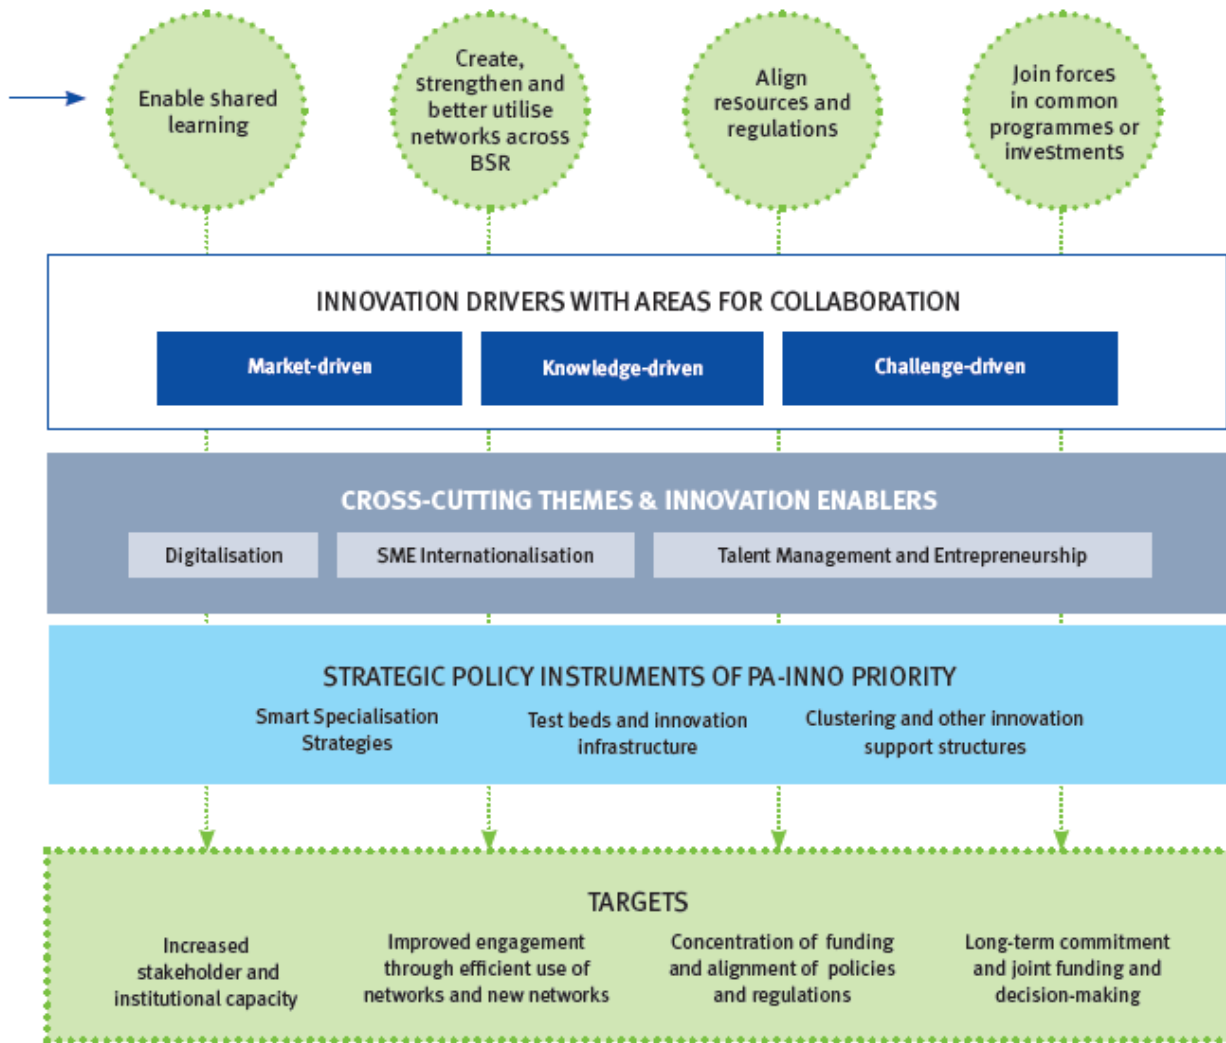 Enable shared
learning
Create,
strengthen and
better utilise
networks across
BSR
Align
resources and
regulations
Join forces
in common
programmes or
investments
INNOVATION DRIVERS WITH AREAS FOR COLLABORATION
Market-driven
Knowledge-driven
Challenge-driven
CROSS-CUTTING THEMES & INNOVATION ENABLERS
Digitalisation
SME Internationalisation
Talent Management and Entrepreneurship
STRATEGIC POLICY INSTRUMENTS OF PA-INNO PRIORITY
Smart Specialisation
Strategies
Test beds and innovation
infrastructure
Clustering and other innovation
support structures
TARGETS
Increased
stakeholder and
institutional capacity
Improved engagement
through efficient use of
networks and new networks
Concentration of funding
and alignment of policies
and regulations
Long-term commitment
and joint funding and
decision-making